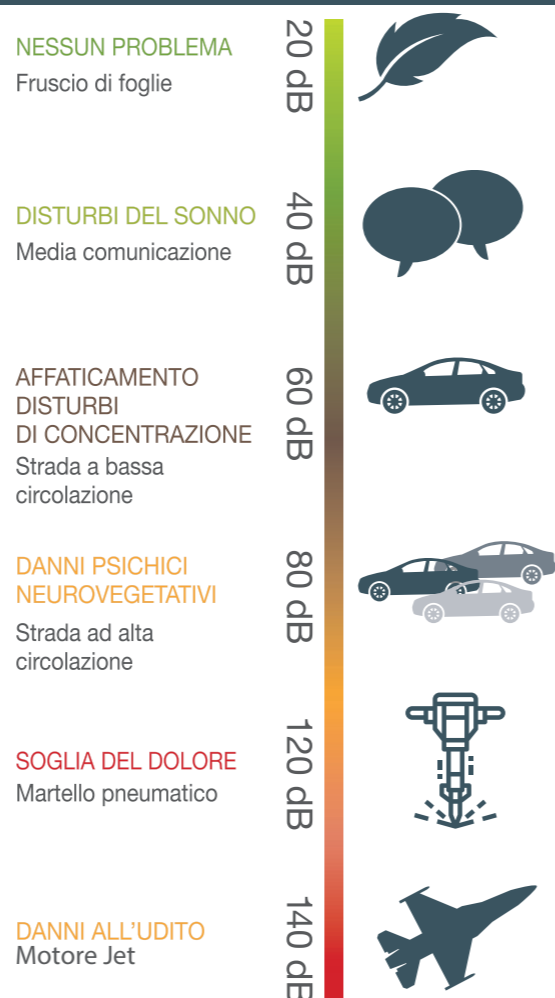 NESSUN PROBLEMA
Fruscio di foglie
20 dB
DISTURBI DEL SONNO
Media comunicazione
40 dB
AFFATICAMENTO
DISTURBI
DI CONCENTRAZIONE
Strada a bassa
circolazione
60 dB
DANNI PSICHICI
NEUROVEGETATIVI
Strada ad alta
circolazione
80 dB
SOGLIA DEL DOLORE
Martello pneumatico
120 dB
DANNI ALL'UDITO
Motore Jet
140 dB